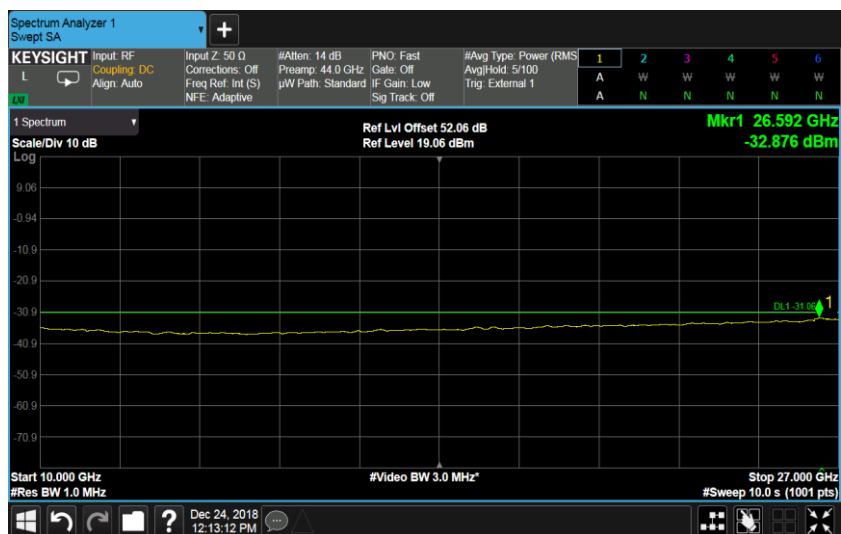 Spectrum Analyzer 1
Swept SA
+
KEYSIGHT
L
LXI
Input: RF
Coupling: DC
Align: Auto
Input Z: 50 Ω
Corrections: Off
Freq Ref: Int (S)
NFE: Adaptive
#Atten: 14 dB
Preamp: 44.0 GHz
µW Path: Standard
PNO: Fast
Gate: Off
IF Gain: Low
Sig Track: Off
#Avg Type: Power (RMS
Avg|Hold: 5/100
Trig: External 1
1 2 3 4 5 6
A W W W W W
A N N N N N
1 Spectrum
Scale/Div 10 dB
Ref Lvl Offset 52.06 dB
Ref Level 19.06 dBm
Mkr1 26.592 GHz
-32.876 dBm
Log
9.06
-0.94
-10.9
-20.9
DL1 -31.06
1
-30.9
-40.9
-50.9
-60.9
-70.9
Start 10.000 GHz
#Res BW 1.0 MHz
#Video BW 3.0 MHz*
Stop 27.000 GHz
#Sweep 10.0 s (1001 pts)
?
Dec 24, 2018
12:13:12 PM